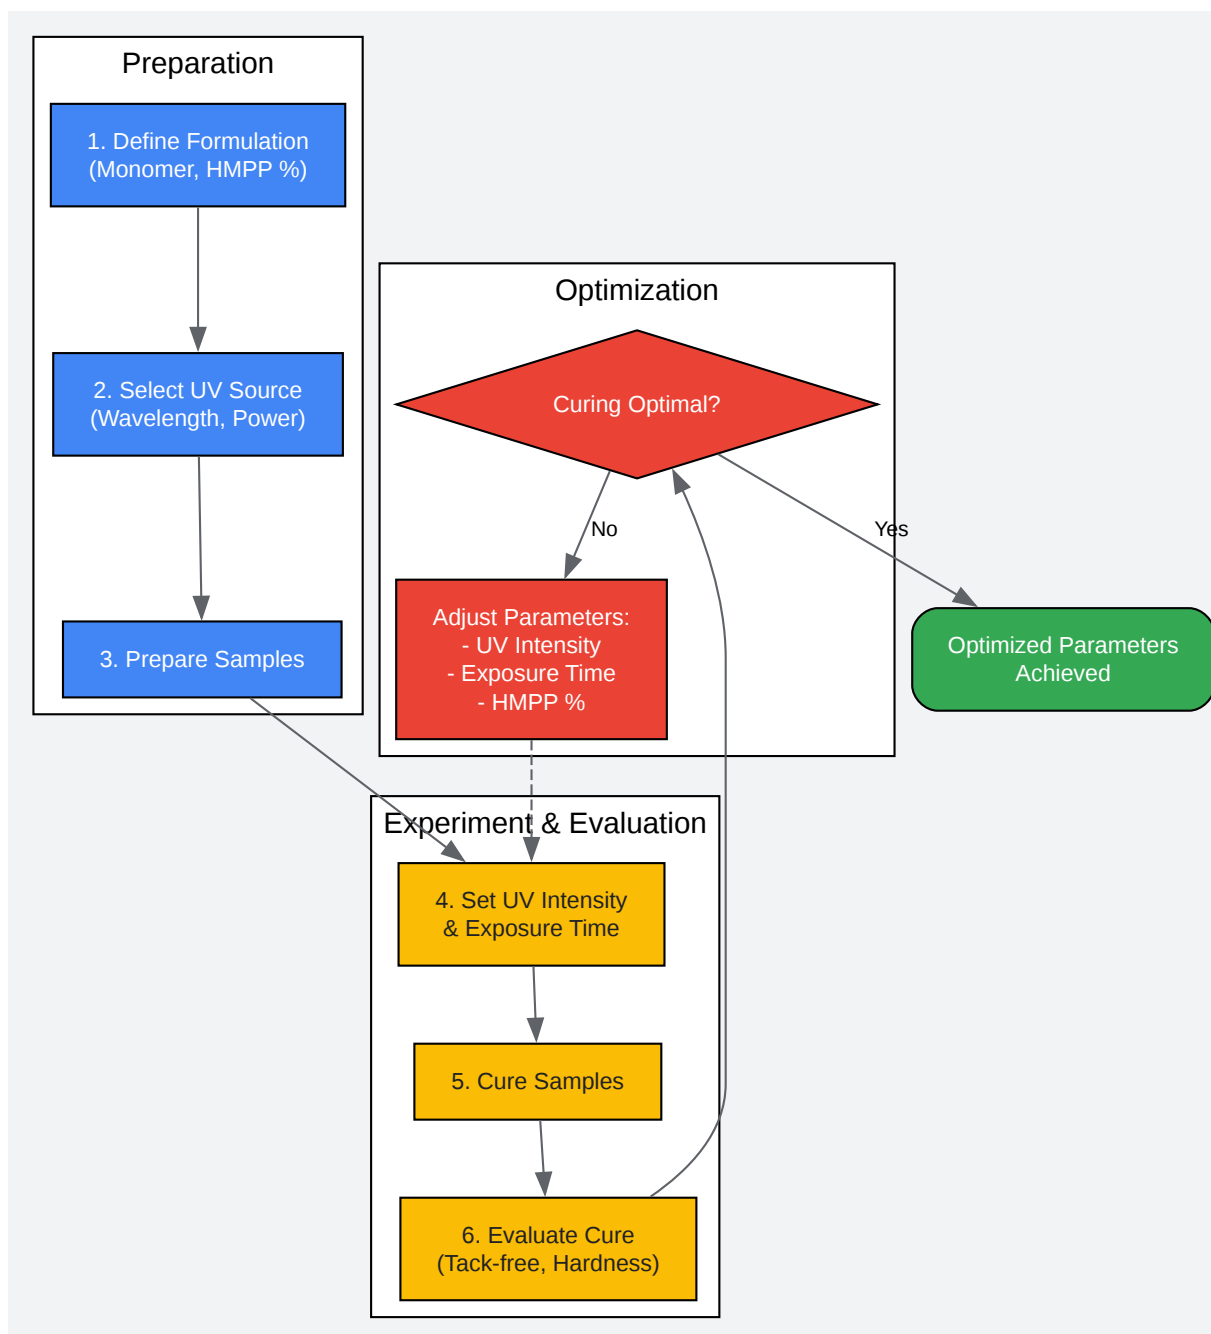 Preparation
1. Define Formulation
(Monomer, HMPP %)
2. Select UV Source
(Wavelength, Power)
3. Prepare Samples
Optimization
Curing Optimal?
No
Yes
Adjust Parameters:
- UV Intensity
- Exposure Time
- HMPP %
Optimized Parameters
Achieved
Experiment & Evaluation
4. Set UV Intensity
& Exposure Time
5. Cure Samples
6. Evaluate Cure
(Tack-free, Hardness)